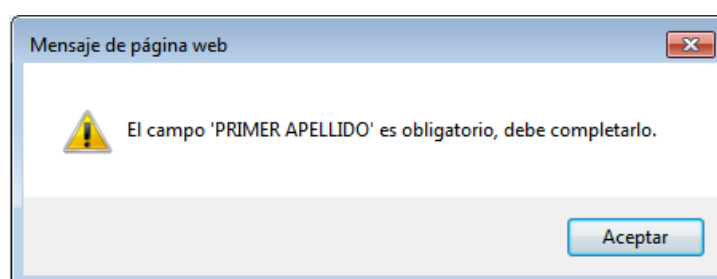 Mensaje de página web
El campo 'PRIMER APELLIDO' es obligatorio, debe completarlo.
Aceptar